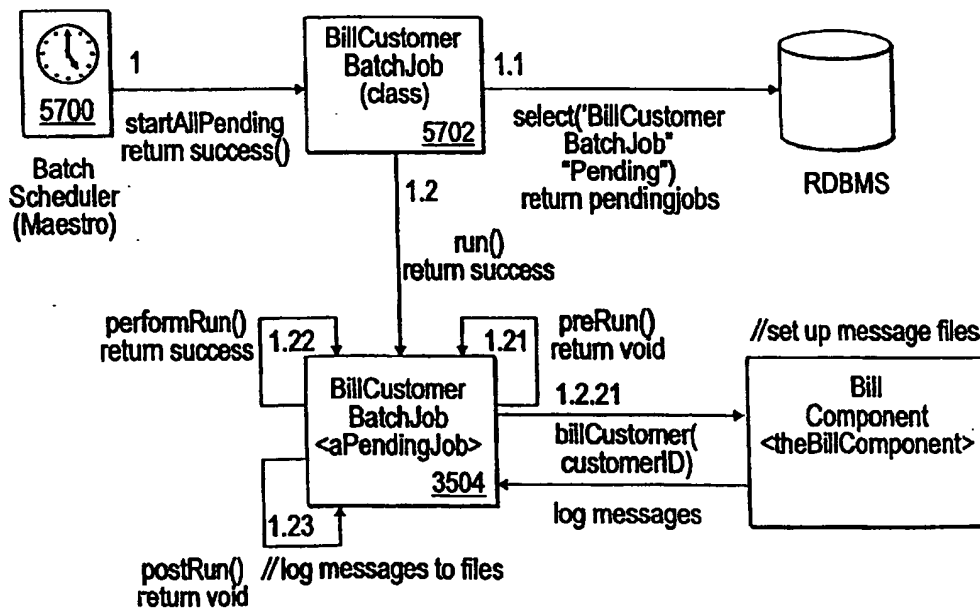 1
5700
startAllPending
return success()
Batch
Scheduler
(Maestro)
BillCustomer
BatchJob
(class)
5702
1.1
select('BillCustomer
BatchJob"
"Pending")
return pendingjobs
RDBMS
1.2
run()
return success
performRun()
return success
1.22
1.21
preRun()
return void
//set up message files
BillCustomer
BatchJob
<aPendingJob>
3504
1.2.21
billCustomer(
customerID)
log messages
Bill
Component
<theBillComponent>
1.23
postRun() //log messages to files
return void